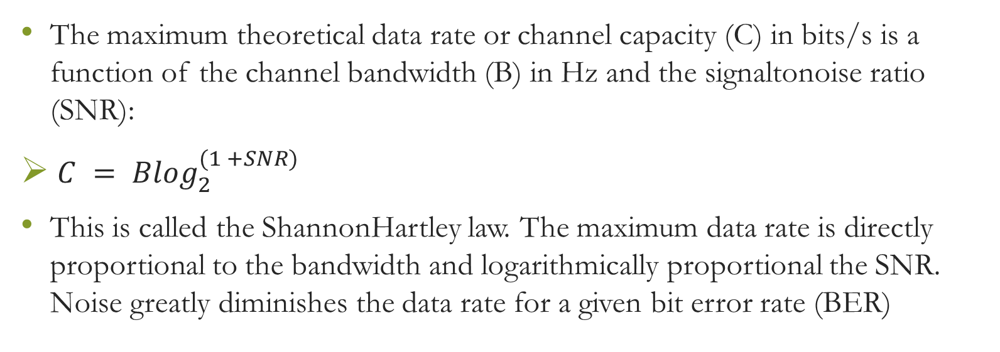 • The maximum theoretical data rate or channel capacity (C) in bits/s is a
function of the channel bandwidth (B) in Hz and the signaltonoise ratio
(SNR):
➢ C = Blog₂^(1 +SNR)
• This is called the ShannonHartley law. The maximum data rate is directly
proportional to the bandwidth and logarithmically proportional the SNR.
Noise greatly diminishes the data rate for a given bit error rate (BER)